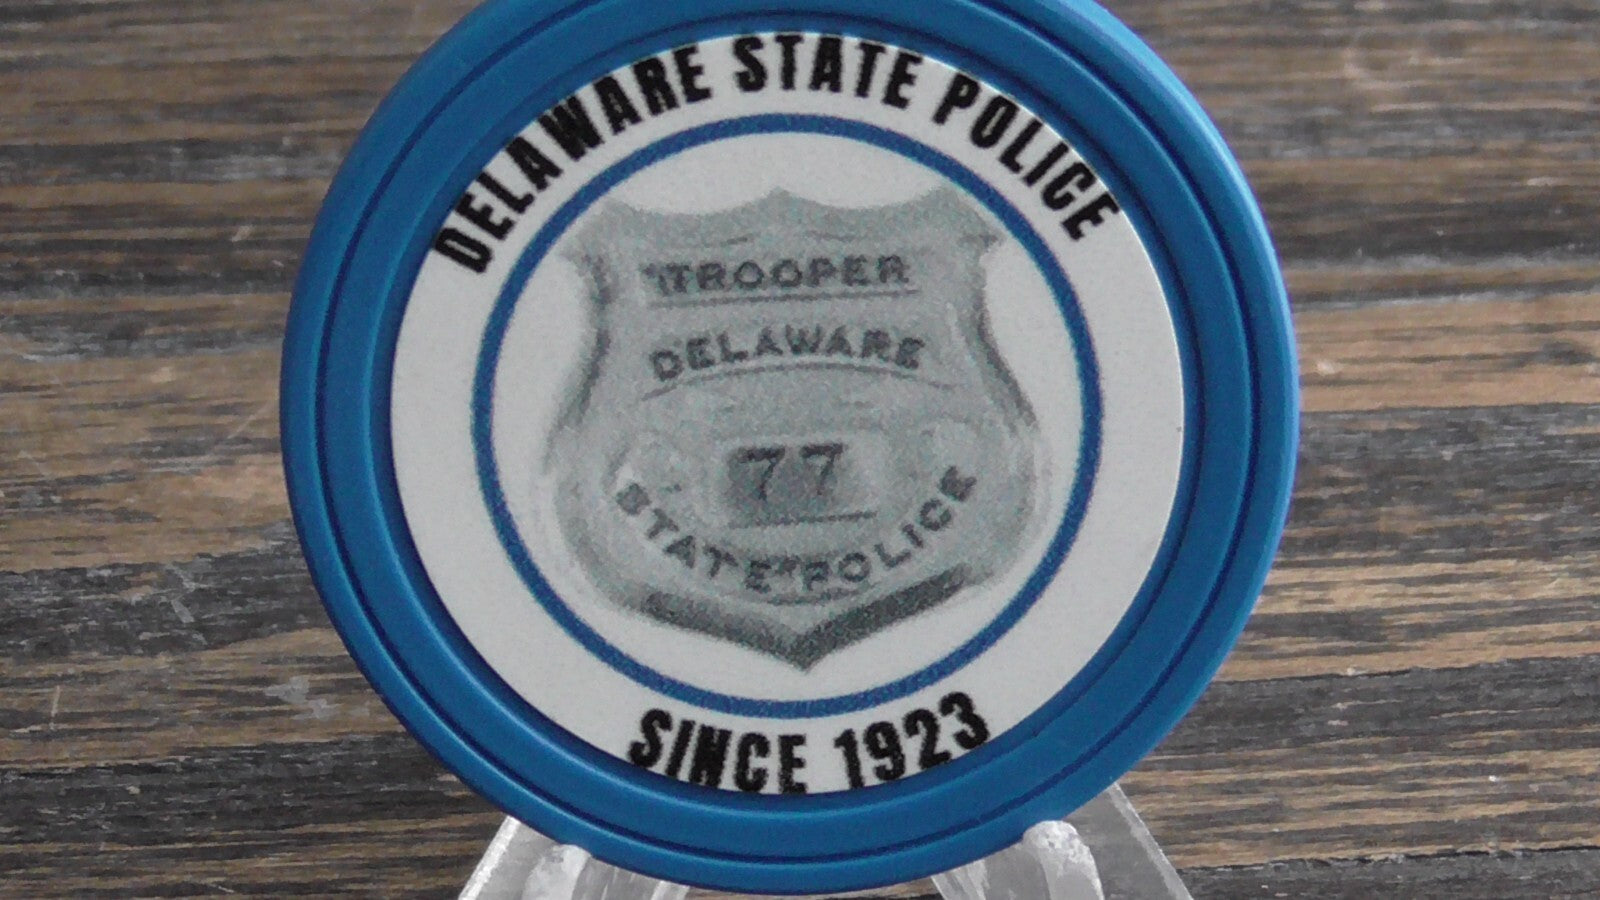 DELAWARE STATE POLICE
TROOPER
DELAWARE
77
STATE POLICE
SINCE 1923